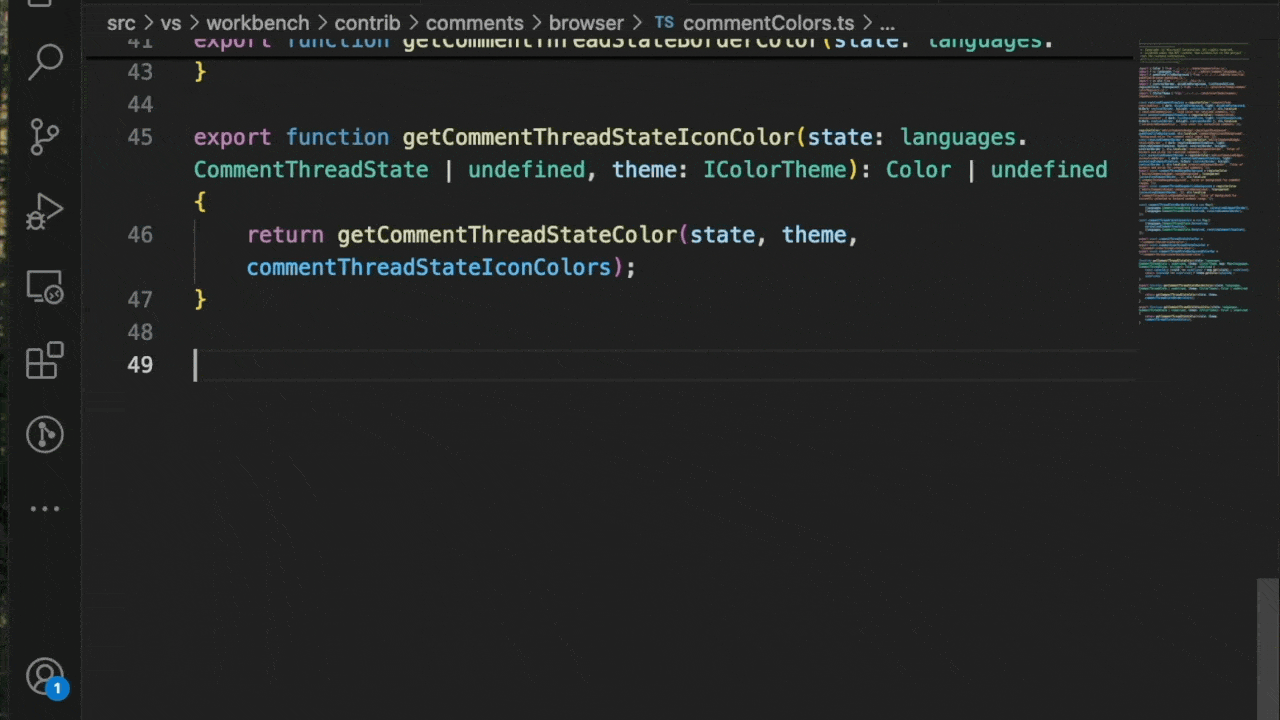 src > vs > workbench > contrib > comments > browser > TS commentColors.ts > ...
41 export function getCommentThreadStateBorderColor(state: languages.
43 }
44
45 export function getCommentThreadStateIconColor(state: languages.
CommentThreadState | undefined, theme: IColorTheme): Color | undefined
{
46 return getCommentThreadStateColor(state, theme,
commentThreadStateIconColors);
47 }
48
49
1